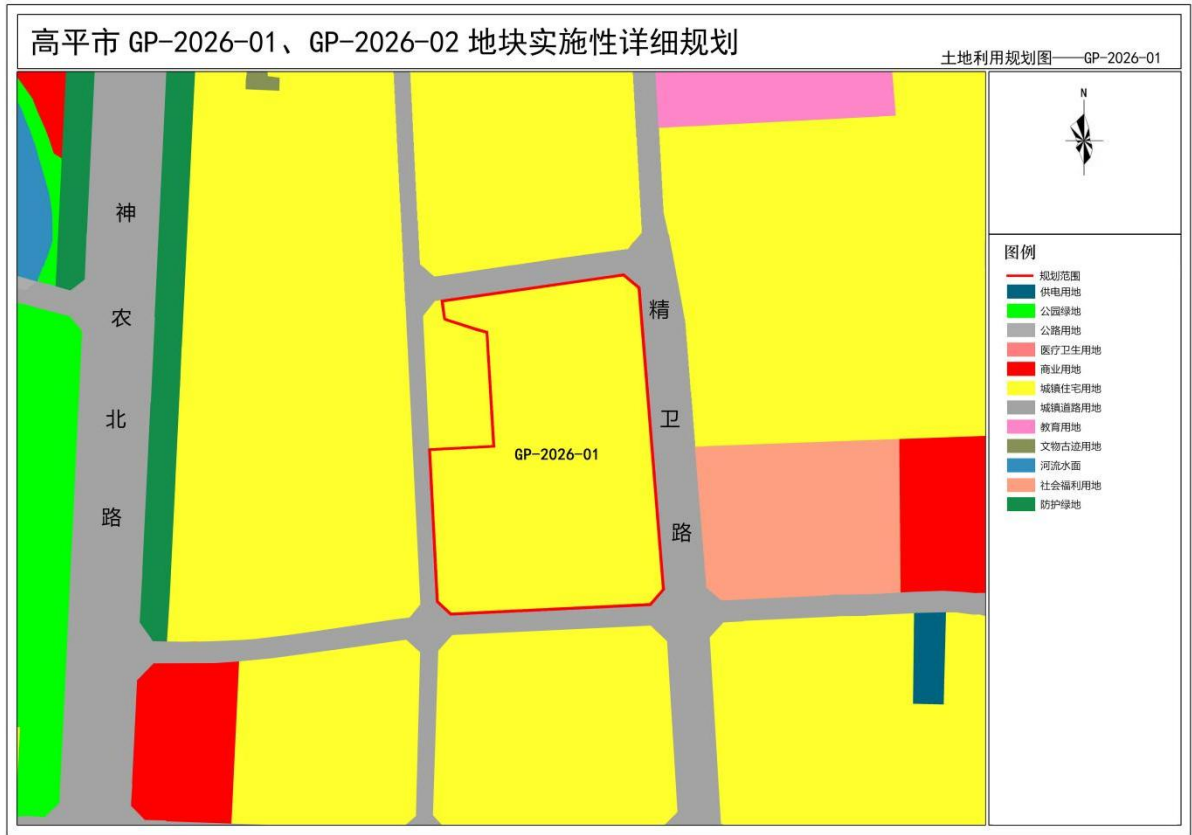 高平市 GP-2026-01、GP-2026-02 地块实施性详细规划
土地利用规划图——GP-2026-01
N
神农北路
精卫路
GP-2026-01
图例
规划范围
供电用地
公园绿地
公路用地
医疗卫生用地
商业用地
城镇住宅用地
城镇道路用地
教育用地
文物古迹用地
河流水面
社会福利用地
防护绿地